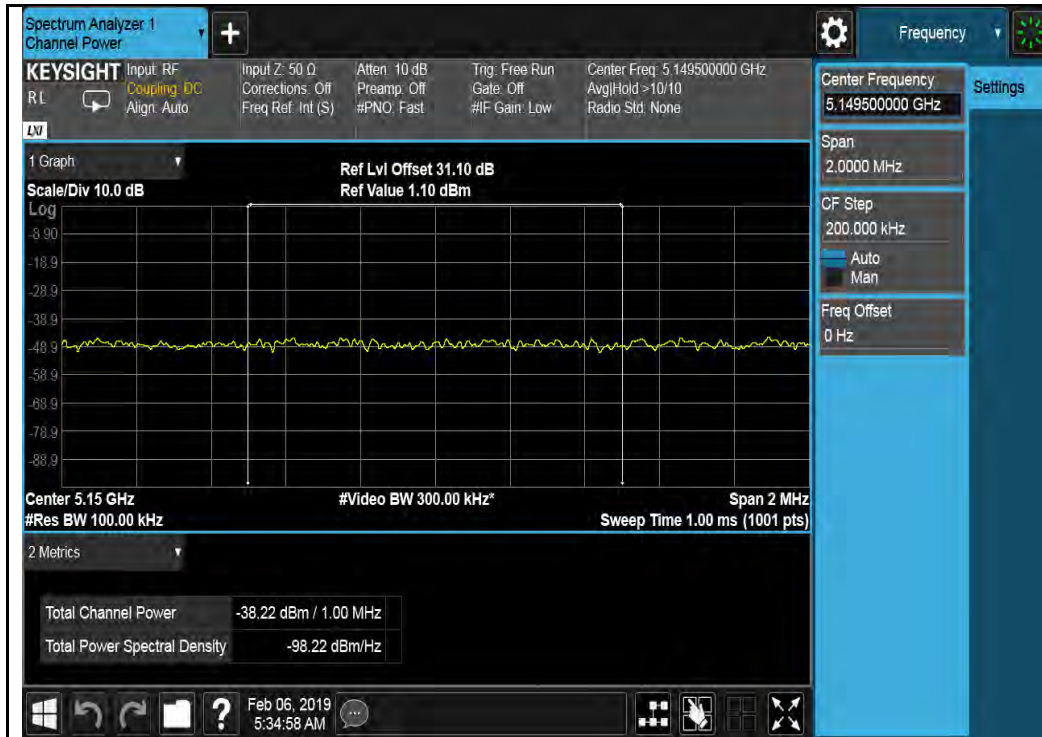 Spectrum Analyzer 1
Channel Power
+
Frequency
KEYSIGHT
RL
LXI
Input: RF
Coupling: DC
Align: Auto
Input Z: 50 Ω
Corrections: Off
Freq Ref: Int (S)
Atten: 10 dB
Preamp: Off
#PNO: Fast
Trig: Free Run
Gate: Off
#IF Gain: Low
Center Freq: 5.149500000 GHz
Avg|Hold:>10/10
Radio Std: None
Center Frequency
5.149500000 GHz
Settings
Span
2.0000 MHz
CF Step
200.000 kHz
Auto
Man
Freq Offset
0 Hz
1 Graph
Scale/Div 10.0 dB
Ref Lvl Offset 31.10 dB
Ref Value 1.10 dBm
Log
-8.90
-18.9
-28.9
-38.9
-48.9
-58.9
-68.9
-78.9
-88.9
Center 5.15 GHz
#Video BW 300.00 kHz*
Span 2 MHz
#Res BW 100.00 kHz
Sweep Time 1.00 ms (1001 pts)
2 Metrics
Total Channel Power -38.22 dBm / 1.00 MHz
Total Power Spectral Density -98.22 dBm/Hz
?
Feb 06, 2019
5:34:58 AM